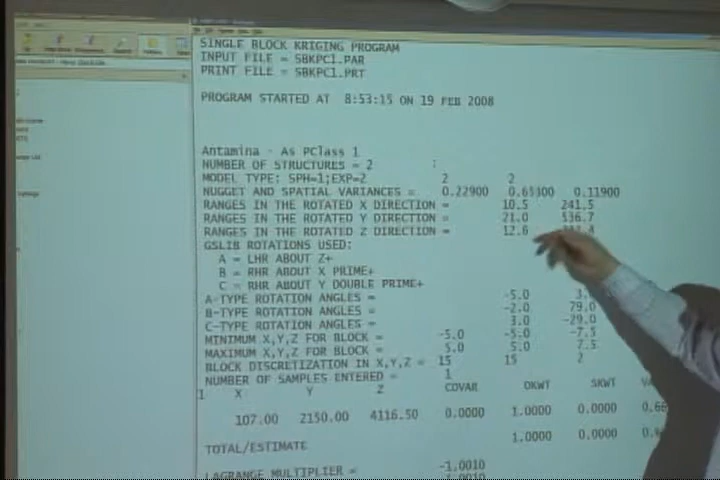 SINGLE BLOCK KRIGING PROGRAM
INPUT FILE = SBKPC1.PAR
PRINT FILE = SBKPC1.PRT
PROGRAM STARTED AT 8:53:15 ON 19 FEB 2008
Antamina - As PClass 1
NUMBER OF STRUCTURES = 2
MODEL TYPE: SPH=1;EXP=2 2 2
NUGGET AND SPATIAL VARIANCES = 0.22900 0.65300 0.11900
RANGES IN THE ROTATED X DIRECTION = 10.5 241.5
RANGES IN THE ROTATED Y DIRECTION = 21.0 536.7
RANGES IN THE ROTATED Z DIRECTION = 12.6
GSLIB ROTATIONS USED:
A = LHR ABOUT Z+
B = RHR ABOUT X PRIME+
C = RHR ABOUT Y DOUBLE PRIME+
A-TYPE ROTATION ANGLES = -5.0
B-TYPE ROTATION ANGLES = -2.0 79.0
C-TYPE ROTATION ANGLES = 3.0 -29.0
MINIMUM X,Y,Z FOR BLOCK = -5.0 -5.0 -7.5
MAXIMUM X,Y,Z FOR BLOCK = 5.0 5.0 7.5
BLOCK DISCRETIZATION IN X,Y,Z = 15 15 2
NUMBER OF SAMPLES ENTERED = 1
1 X Y Z COVAR OKWT SKWT
107.00 2150.00 4116.50 0.0000 1.0000 0.0000
TOTAL/ESTIMATE 1.0000 0.0000
LAGRANGE MULTIPLIER = -1.0010